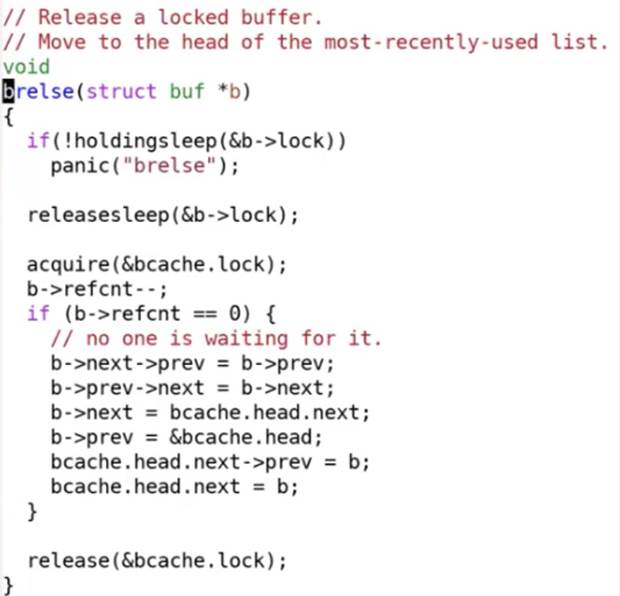 // Release a locked buffer.
// Move to the head of the most-recently-used list.
void
brelse(struct buf *b)
{
  if(!holdingsleep(&b->lock))
    panic("brelse");

  releasesleep(&b->lock);

  acquire(&bcache.lock);
  b->refcnt--;
  if (b->refcnt == 0) {
    // no one is waiting for it.
    b->next->prev = b->prev;
    b->prev->next = b->next;
    b->next = bcache.head.next;
    b->prev = &bcache.head;
    bcache.head.next->prev = b;
    bcache.head.next = b;
  }

  release(&bcache.lock);
}